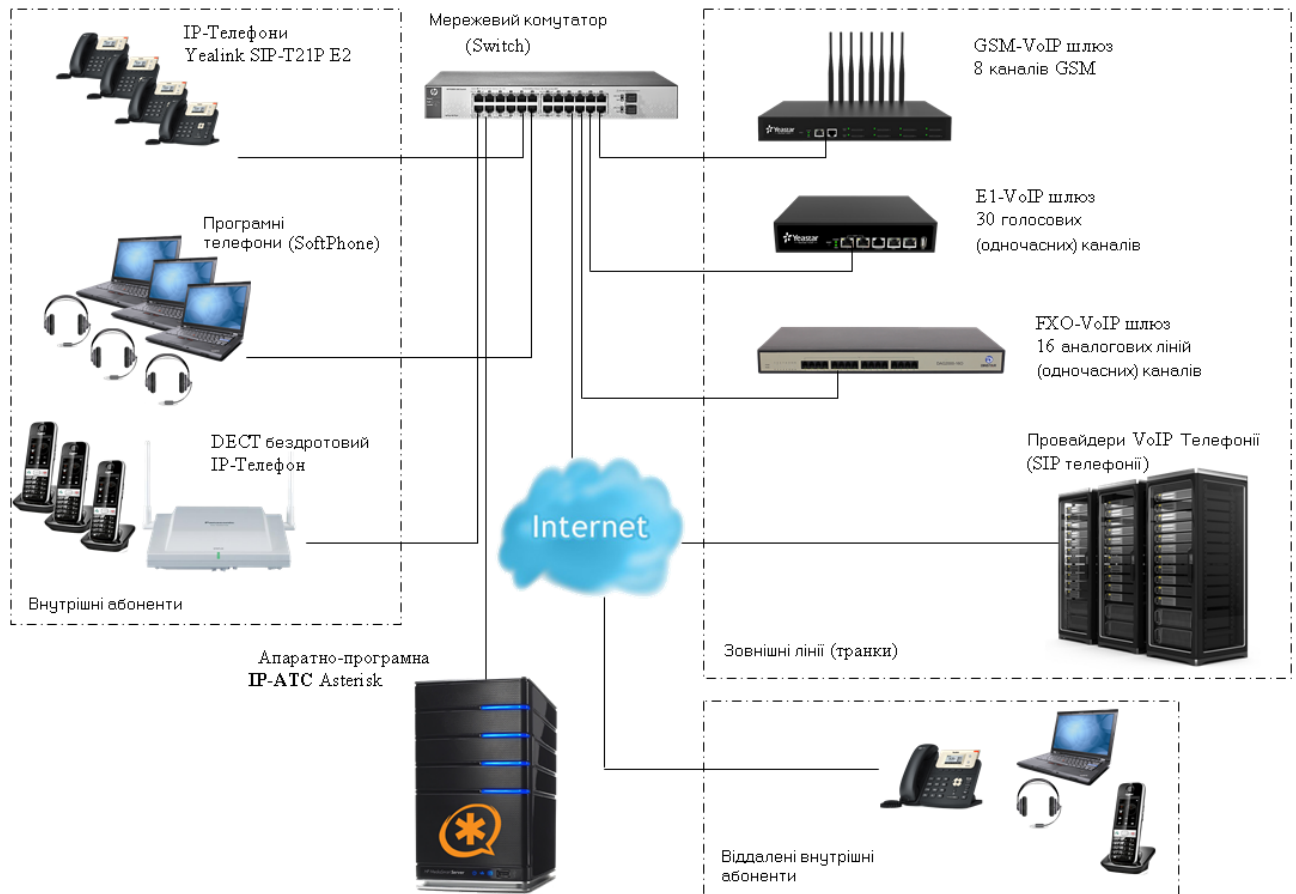 IP-Телефони
Yealink SIP-T21P E2
Мережевий комутатор
(Switch)
GSM-VoIP шлюз
8 каналів GSM
Yeastar
E1-VoIP шлюз
30 голосових
(одночасних) каналів
Yeastar
Програмні
телефони (SoftPhone)
FXO-VoIP шлюз
16 аналогових ліній
(одночасних) каналів
DECT бездротовий
IP-Телефон
Провайдери VoIP Телефонії
(SIP телефонії)
Internet
Внутрішні абоненти
Зовнішні лінії (транки)
Апаратно-програмна
IP-АТС Asterisk
Віддалені внутрішні
абоненти